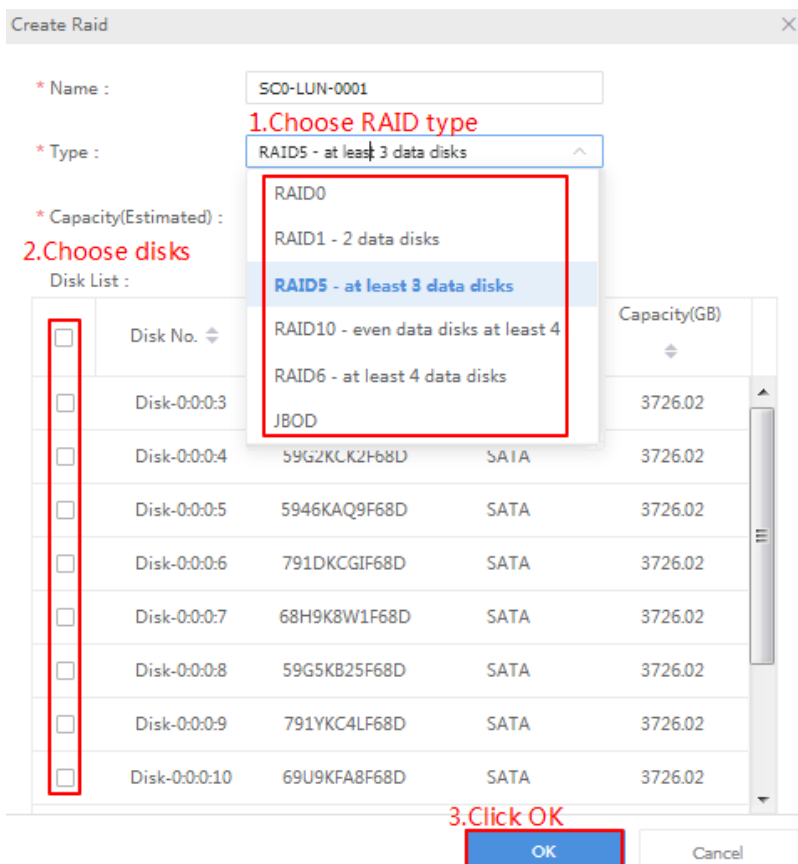 Create Raid
* Name : SC0-LUN-0001
1.Choose RAID type
* Type : RAID5 - at least 3 data disks
RAID0
* Capacity(Estimated) :
RAID1 - 2 data disks
2.Choose disks
Disk List :
RAID5 - at least 3 data disks
Disk No. Capacity(GB)
RAID10 - even data disks at least 4
RAID6 - at least 4 data disks
JBOD
Disk-0:0:0:3 3726.02
Disk-0:0:0:4 59G2KCK2F68D SATA 3726.02
Disk-0:0:0:5 5946KAQ9F68D SATA 3726.02
Disk-0:0:0:6 791DKCGIF68D SATA 3726.02
Disk-0:0:0:7 68H9K8W1F68D SATA 3726.02
Disk-0:0:0:8 59G5KB25F68D SATA 3726.02
Disk-0:0:0:9 791YKC4LF68D SATA 3726.02
Disk-0:0:0:10 69U9KFA8F68D SATA 3726.02
3.Click OK
OK Cancel